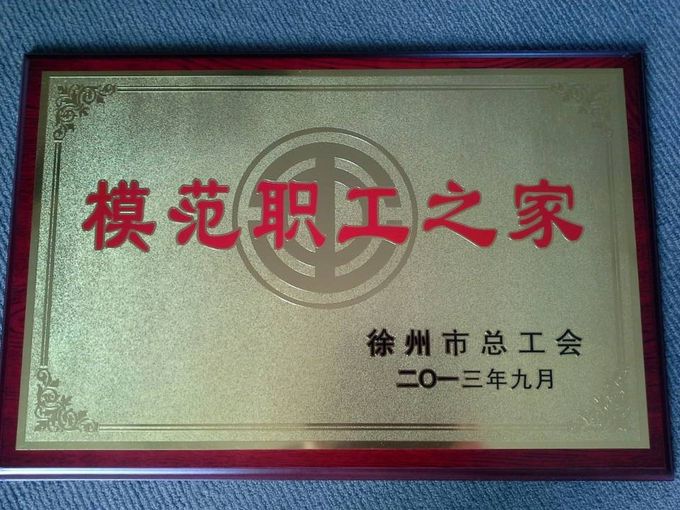 模范职工之家
徐州市总工会
二〇一三年九月